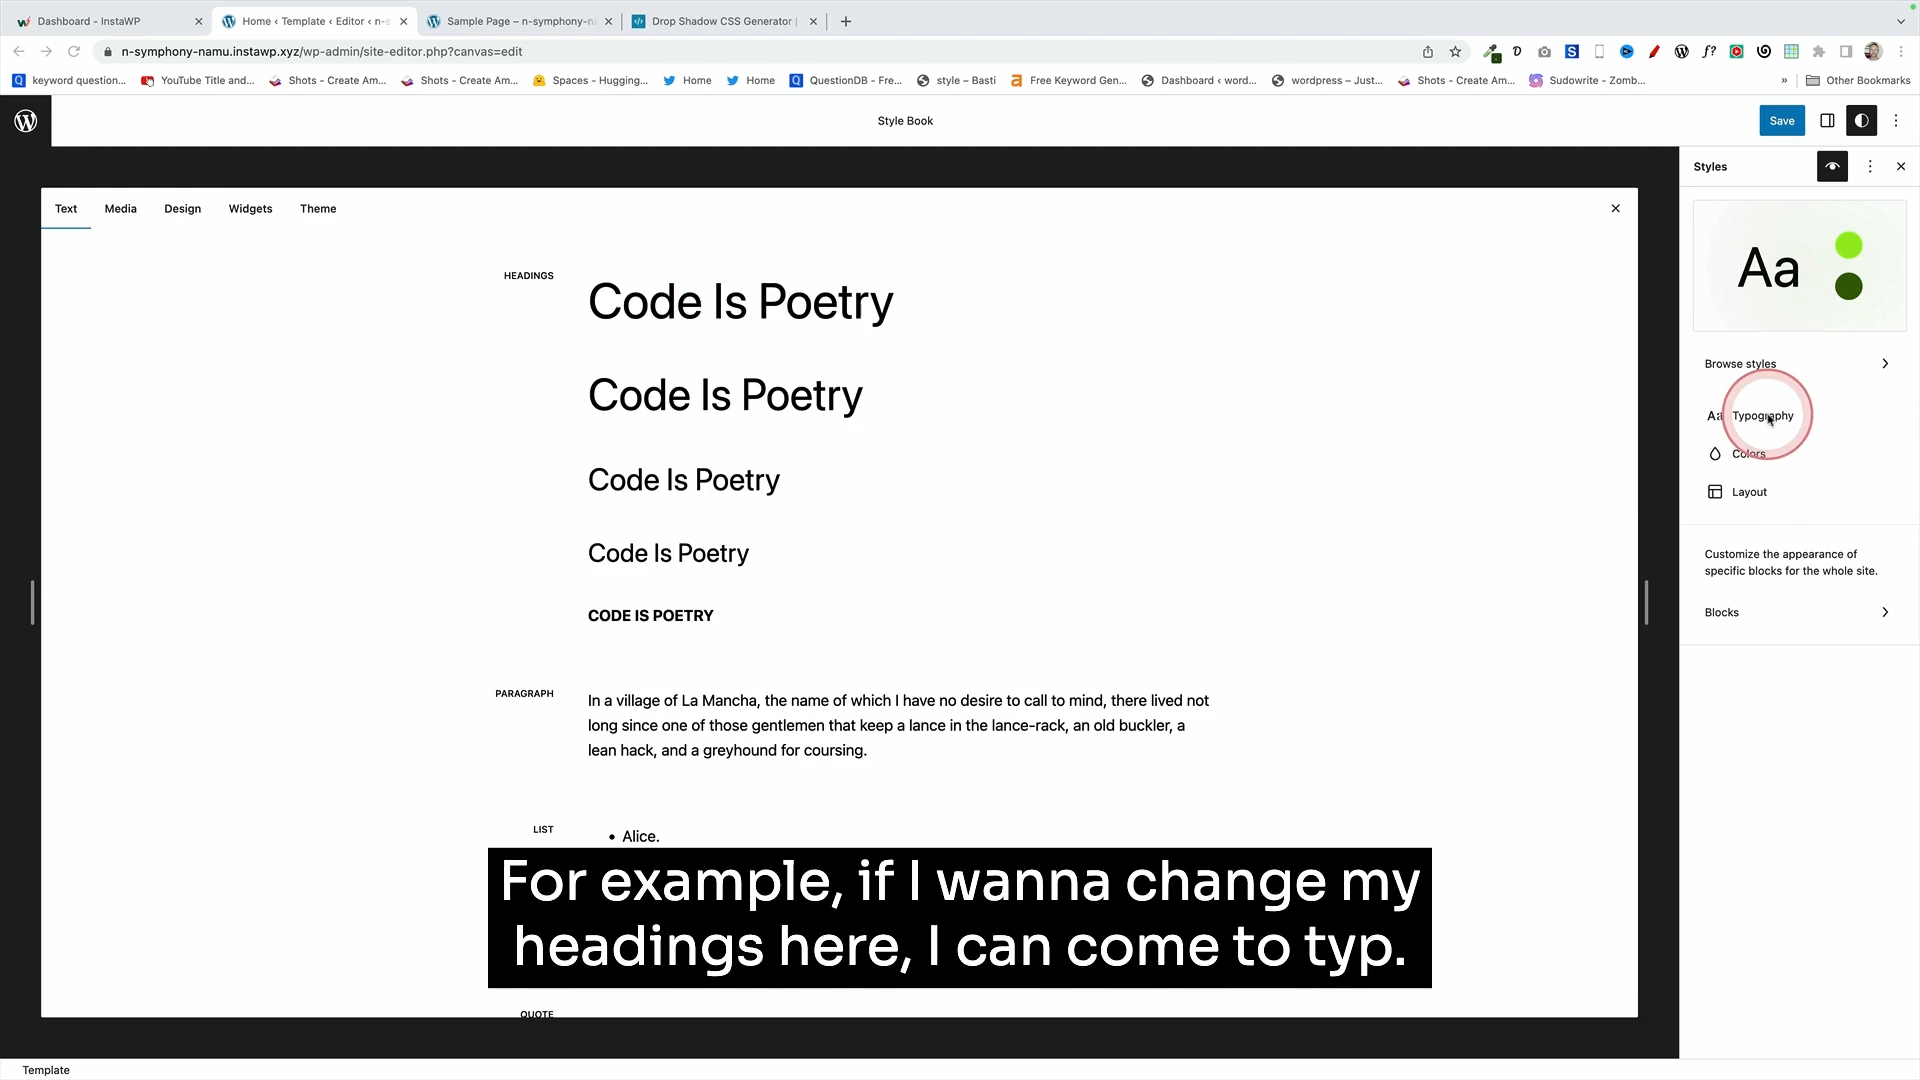 Dashboard - InstaWP
Home ‹ Template ‹ Editor ‹ n-s
Sample Page – n-symphony-na
Drop Shadow CSS Generator |
n-symphony-namu.instawp.xyz/wp-admin/site-editor.php?canvas=edit
keyword question...
YouTube Title and...
Shots - Create Am...
Shots - Create Am...
Spaces - Hugging...
Home
Home
QuestionDB - Fre...
style – Basti
Free Keyword Gen...
Dashboard ‹ word...
wordpress – Just...
Shots - Create Am...
Sudowrite - Zomb...
»
Other Bookmarks
Style Book
Save
Styles
Text
Media
Design
Widgets
Theme
Aa
HEADINGS
Code Is Poetry
Code Is Poetry
Code Is Poetry
Code Is Poetry
CODE IS POETRY
Browse styles
Aa Typography
Colors
Layout
Customize the appearance of
specific blocks for the whole site.
Blocks
PARAGRAPH
In a village of La Mancha, the name of which I have no desire to call to mind, there lived not
long since one of those gentlemen that keep a lance in the lance-rack, an old buckler, a
lean hack, and a greyhound for coursing.
LIST
• Alice.
For example, if I wanna change my
headings here, I can come to typ.
QUOTE
Template